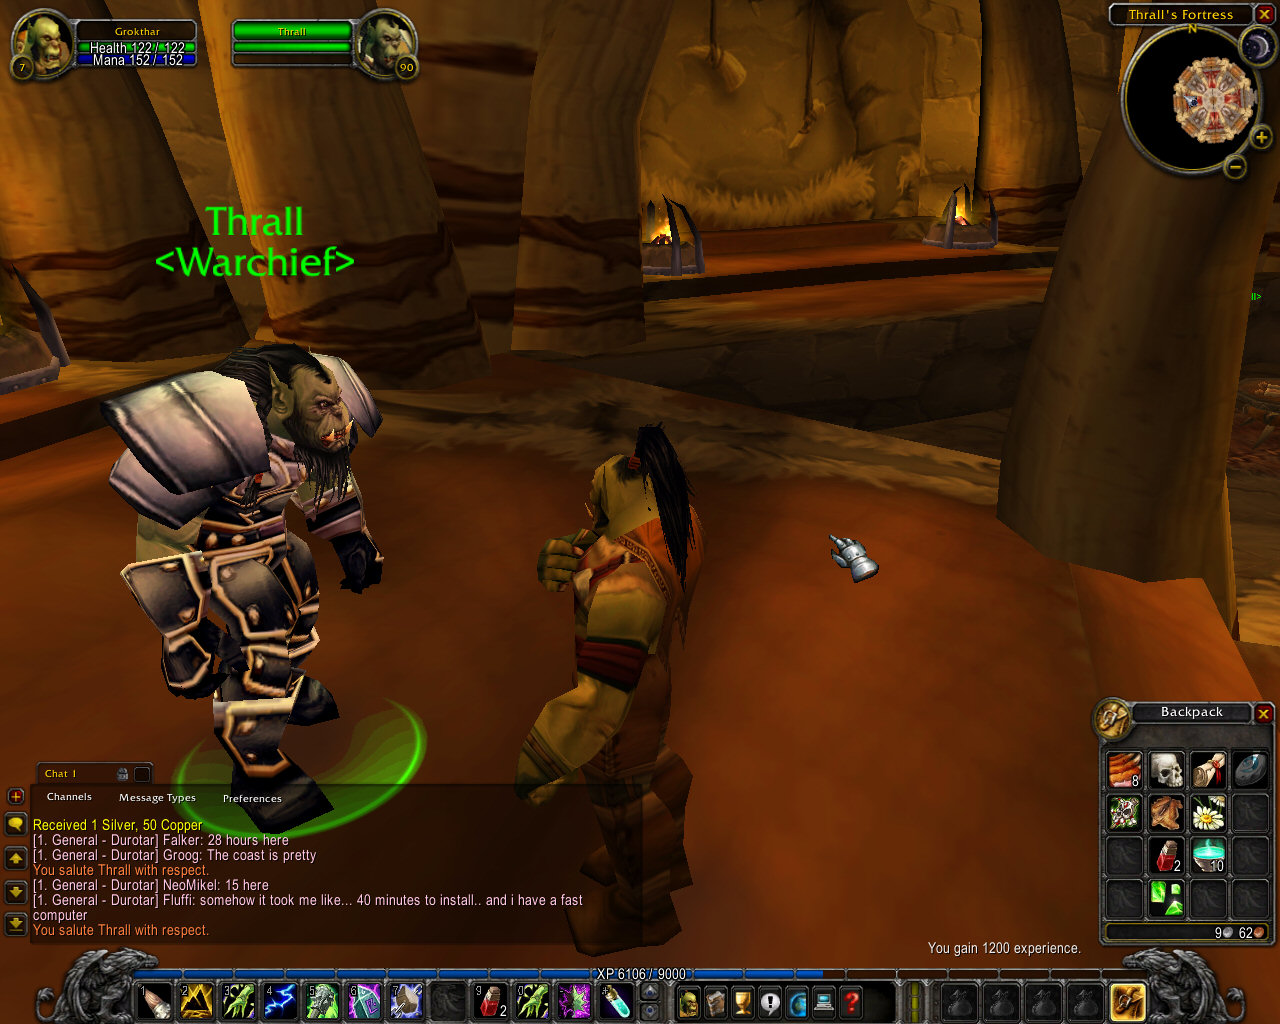 Grokthar
Health 122 / 122
Mana 152 / 152
7
Thrall
90
Thrall's Fortress
N
Thrall
<Warchief>
ll>
Backpack
8
2
10
9 62
Chat 1
Channels Message Types Preferences
Received 1 Silver, 50 Copper
[1. General - Durotar] Falker: 28 hours here
[1. General - Durotar] Groog: The coast is pretty
You salute Thrall with respect.
[1. General - Durotar] NeoMikel: 15 here
[1. General - Durotar] Fluffi: somehow it took me like... 40 minutes to install.. and i have a fast
computer
You salute Thrall with respect.
You gain 1200 experience.
XP 6106 / 9000
1 2 3 4 5 6 7 9 2 0 - +